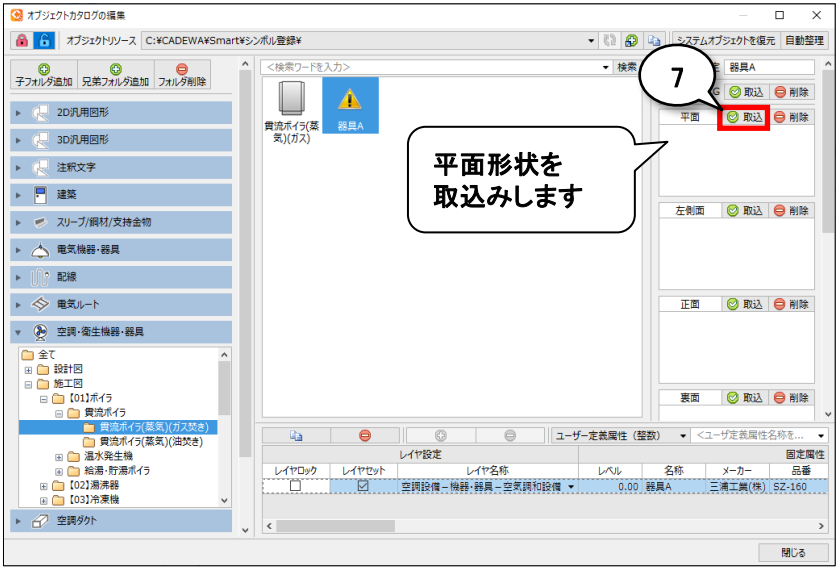 オブジェクトカタログの編集
オブジェクトリソース C:¥CADEWA¥Smart¥シンボル登録¥
システムオブジェクトを復元 自動整理
子フォルダ追加 兄弟フォルダ追加 フォルダ削除
<検索ワードを入力> 検索
器具A
7
取込 削除
平面 取込 削除
貫流ボイラ(蒸気)(ガス)
器具A
平面形状を
取込みします
2D汎用図形
3D汎用図形
注釈文字
建築
スリーブ/鋼材/支持金物
電気機器・器具
配線
電気ルート
空調・衛生機器・器具
全て
設計図
施工図
【01】ボイラ
貫流ボイラ
貫流ボイラ(蒸気)(ガス焚き)
貫流ボイラ(蒸気)(油焚き)
温水発生機
給湯・貯湯ボイラ
【02】湯沸器
【03】冷凍機
空調ダクト
左側面 取込 削除
正面 取込 削除
裏面 取込 削除
ユーザー定義属性 (整数) <ユーザ定義属性名称を...
レイヤ設定 固定属性
レイヤロック レイヤセット レイヤ名称 レベル 名称 メーカー 品番
空調設備－機器・器具－空気調和設備 0.00 器具A 三浦工業(株) SZ-160
閉じる